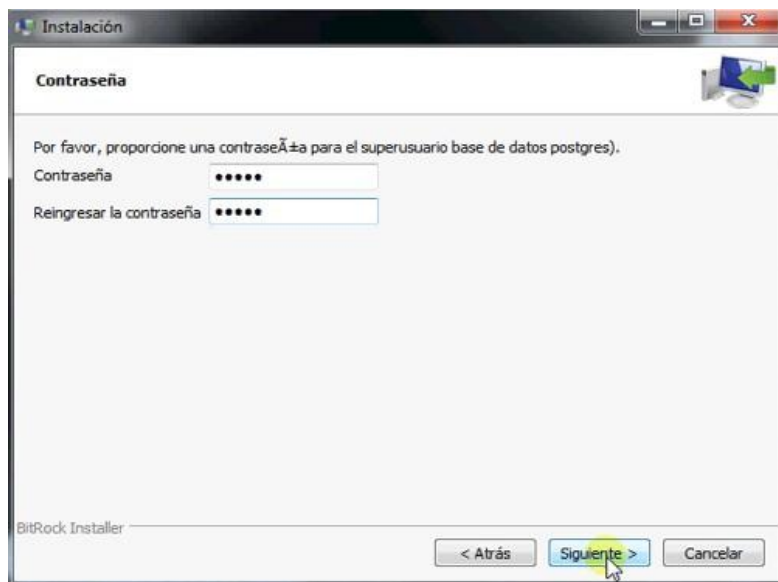 Instalación
Contraseña
Por favor, proporcione una contraseÃ±a para el superusuario base de datos postgres).
Contraseña •••••
Reingresar la contraseña •••••
BitRock Installer
< Atrás Siguiente > Cancelar